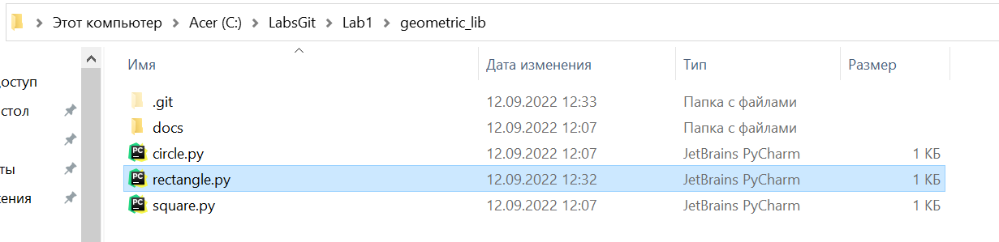 Этот компьютер > Acer (C:) > LabsGit > Lab1 > geometric_lib
Имя Дата изменения Тип Размер
оступ
стол
ты
жения
.git 12.09.2022 12:33 Папка с файлами
docs 12.09.2022 12:07 Папка с файлами
circle.py 12.09.2022 12:07 JetBrains PyCharm 1 КБ
rectangle.py 12.09.2022 12:32 JetBrains PyCharm 1 КБ
square.py 12.09.2022 12:07 JetBrains PyCharm 1 КБ